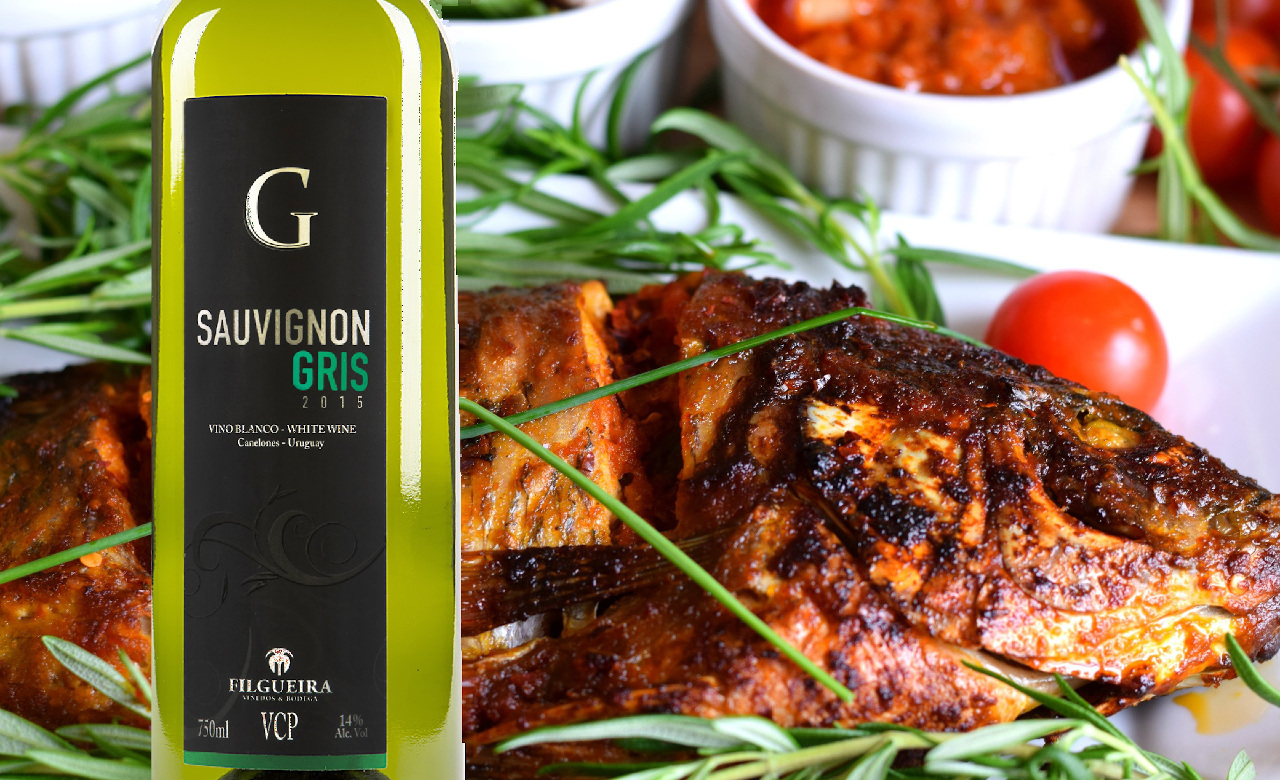 G
SAUVIGNON
GRIS
2015
VINO BLANCO - WHITE WINE
Canelones - Uruguay
FILGUEIRA
VIÑEDOS & BODEGA
750ml VCP 14% Alc. Vol